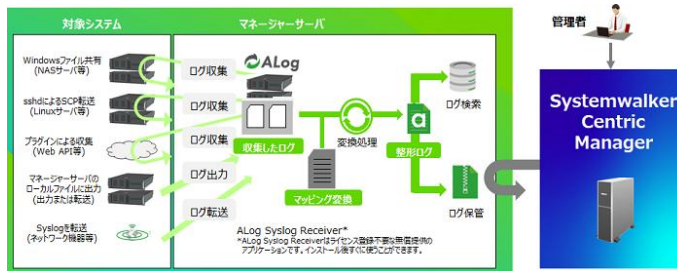 対象システム
マネージャーサーバ
Windowsファイル共有
(NASサーバ等)
sshdによるSCP転送
(Linuxサーバ等)
プラグインによる収集
(Web API等)
マネージャーサーバの
ローカルファイルに出力
(出力または転送)
Syslogを転送
(ネットワーク機器等)
ログ収集
ログ収集
ログ収集
ログ出力
ログ転送
ALog
収集したログ
変換処理
マッピング変換
整形ログ
ログ検索
ログ保管
ALog Syslog Receiver*
*ALog Syslog Receiverはライセンス登録不要な無償提供の
アプリケーションです。インストール後すぐに使うことができます。
管理者
Systemwalker
Centric
Manager